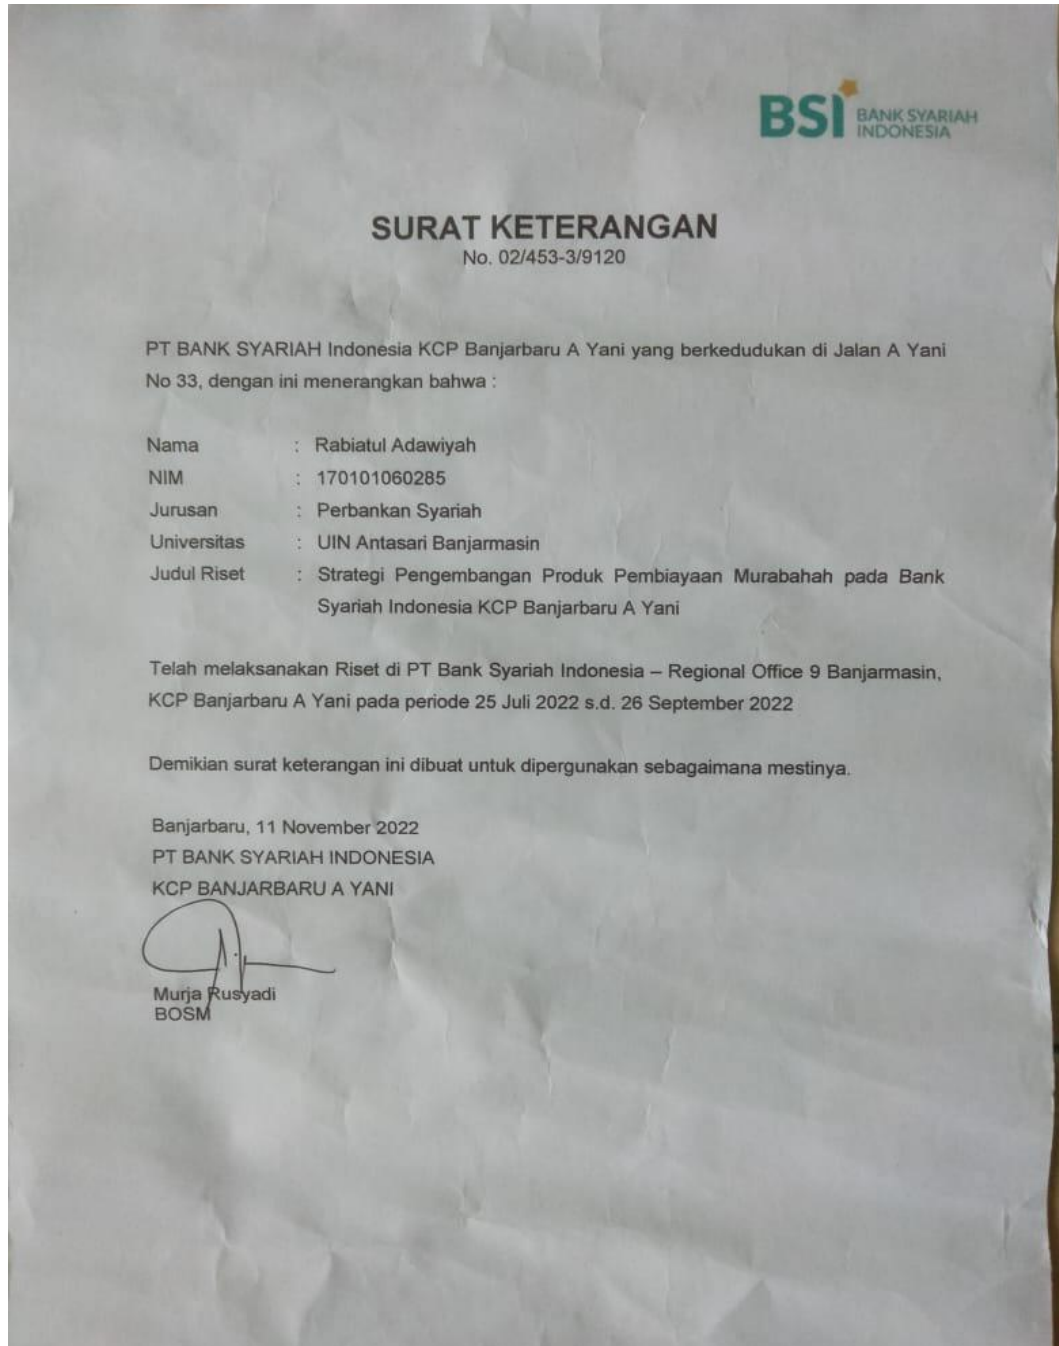 BSI BANK SYARIAH
INDONESIA
SURAT KETERANGAN
No. 02/453-3/9120
PT BANK SYARIAH Indonesia KCP Banjarbaru A Yani yang berkedudukan di Jalan A Yani
No 33, dengan ini menerangkan bahwa :
Nama : Rabiatul Adawiyah
NIM : 170101060285
Jurusan : Perbankan Syariah
Universitas : UIN Antasari Banjarmasin
Judul Riset : Strategi Pengembangan Produk Pembiayaan Murabahah pada Bank
Syariah Indonesia KCP Banjarbaru A Yani
Telah melaksanakan Riset di PT Bank Syariah Indonesia – Regional Office 9 Banjarmasin,
KCP Banjarbaru A Yani pada periode 25 Juli 2022 s.d. 26 September 2022
Demikian surat keterangan ini dibuat untuk dipergunakan sebagaimana mestinya.
Banjarbaru, 11 November 2022
PT BANK SYARIAH INDONESIA
KCP BANJARBARU A YANI
Murja Rusyadi
BOSM